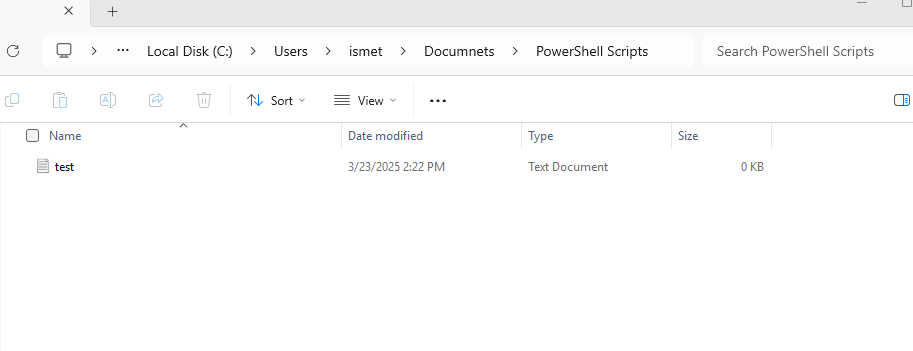 Local Disk (C:) > Users > ismet > Documnets > PowerShell Scripts
Search PowerShell Scripts
Sort
View
Name Date modified Type Size
test 3/23/2025 2:22 PM Text Document 0 KB